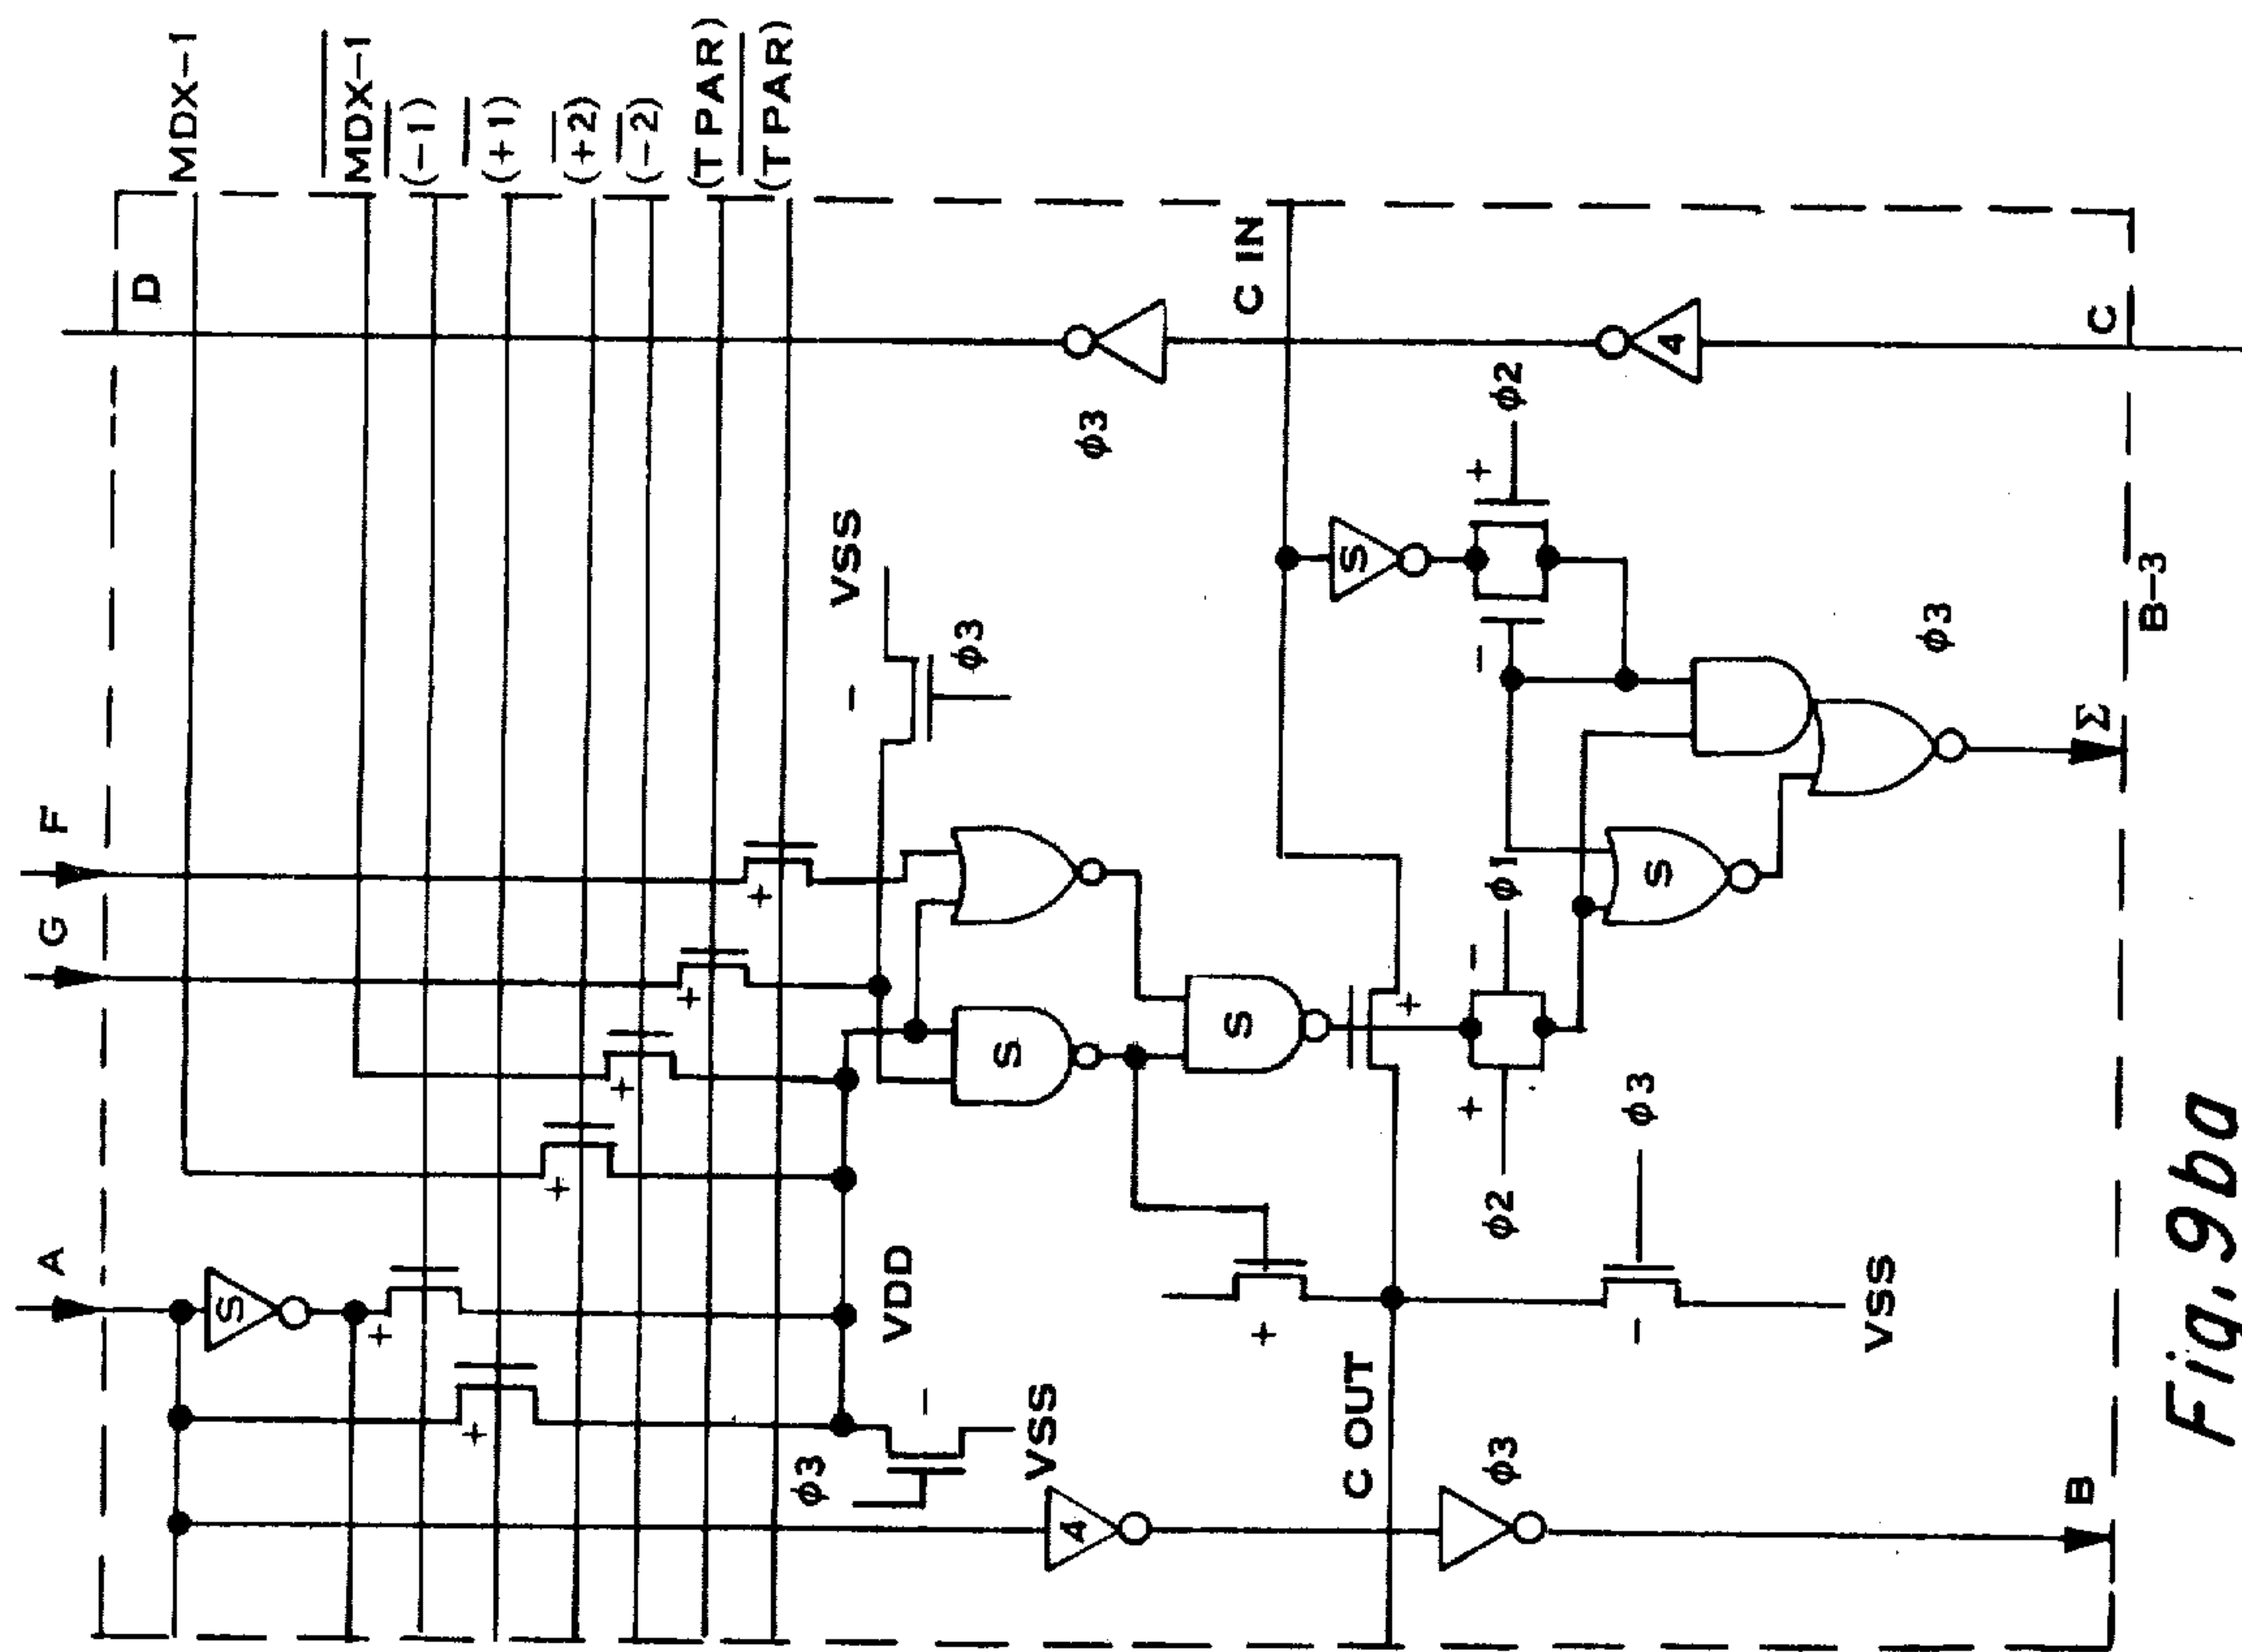 MDX-1
MDX-1
(-1)
(+1)
(+2)
(-2)
(TPAR)
(TPAR)
D
F
G
A
VSS
φ3
C IN
φ3
VDD
φ3
VSS
S
S
S
+
+
+
+
+
+
-
-
+
φ1
-
+
φ2
S
-
+
φ2
4
C
S
φ3
Σ
B-3
+
C OUT
φ3
-
VSS
4
φ3
B
Fig. 9ba